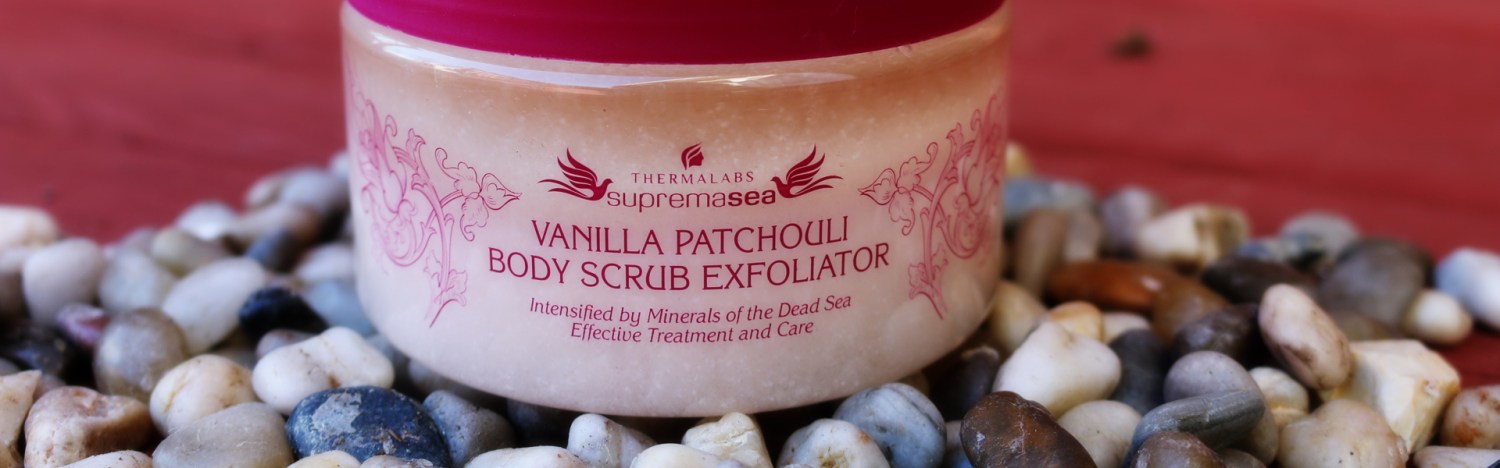 THERMALABS
supremasea
VANILLA PATCHOULI
BODY SCRUB EXFOLIATOR
Intensified by Minerals of the Dead Sea
Effective Treatment and Care